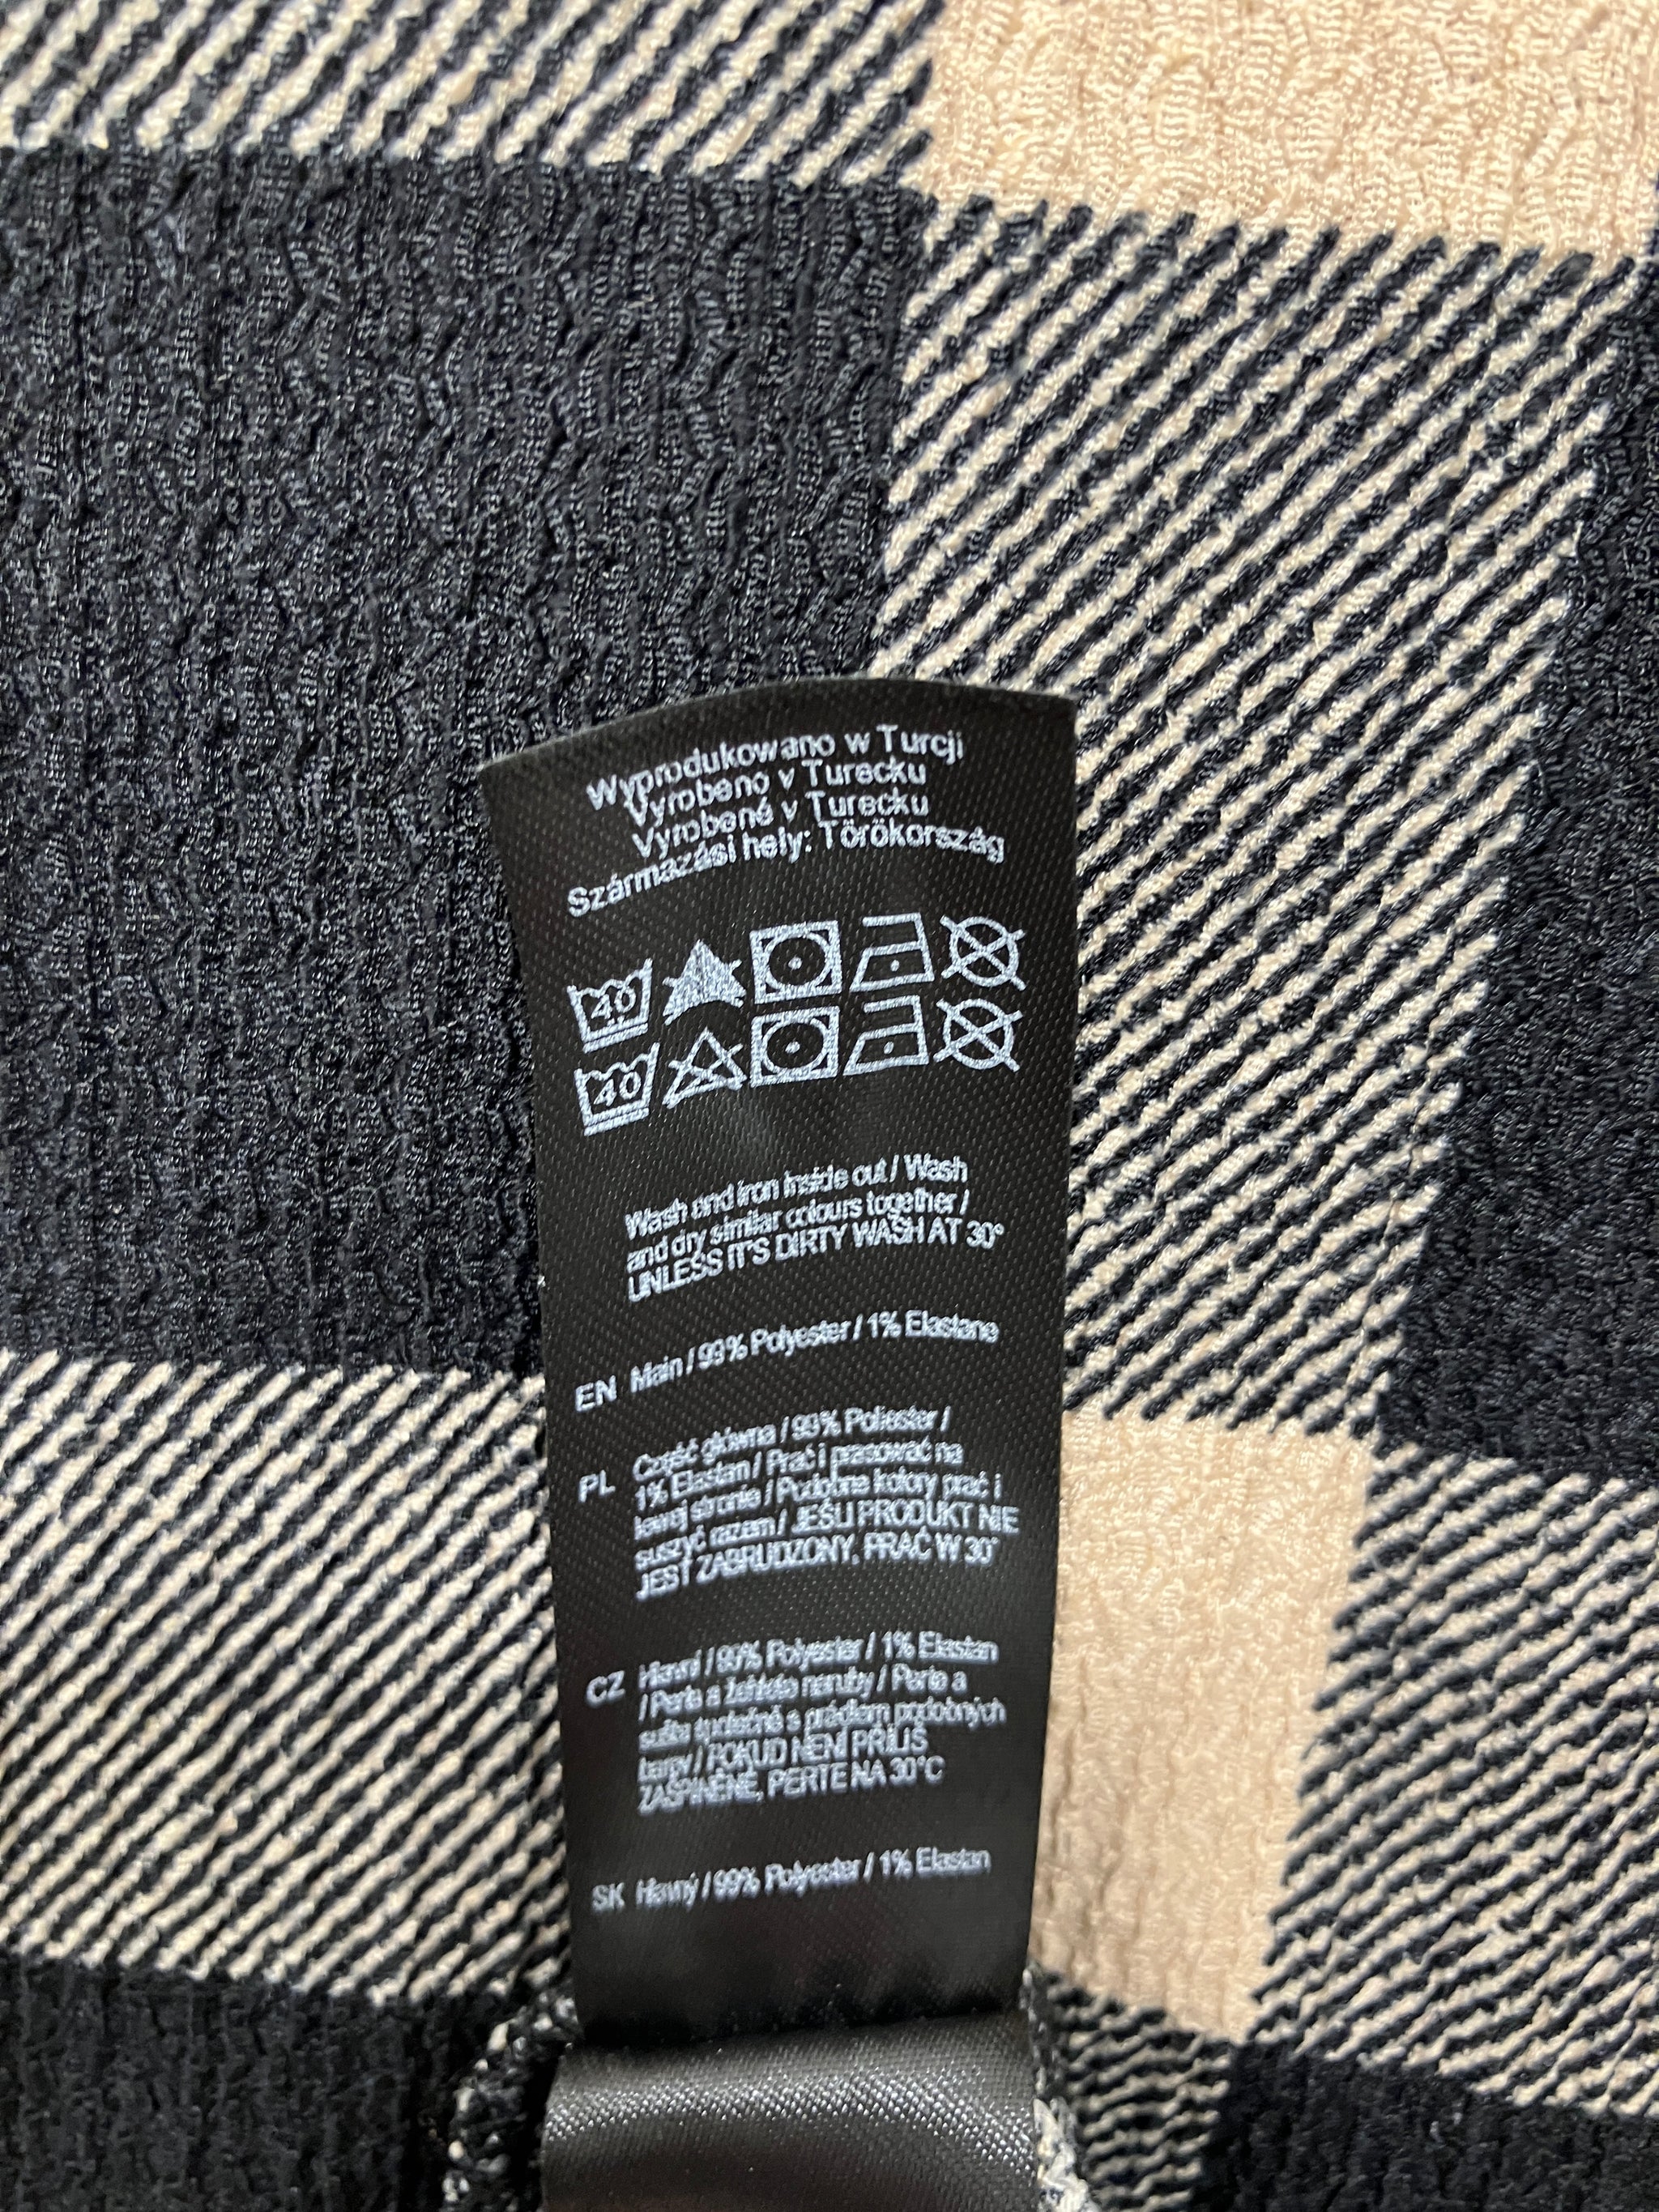 Wyprodukowano w Turcji
Vyrobeno v Turecku
Vyrobené v Turecku
Származási hely: Törökország
40
40
Wash and iron inside out / Wash
and dry similar colours together /
UNLESS IT'S DIRTY WASH AT 30°
EN Main / 99% Polyester / 1% Elastane
PL Część główna / 99% Poliester /
1% Elastan / Prać i prasować na
lewej stronie / Podobne kolory prać i
suszyć razem / JEŚLI PRODUKT NIE
JEST ZABRUDZONY, PRAĆ W 30°
CZ Hlavní / 99% Polyester / 1% Elastan
/ Perte a žehlete naruby / Perte a
sušte společně s prádlem podobných
barvy / POKUD NENÍ PŘÍLIŠ
ZAŠPINĚNÉ, PERTE NA 30°C
SK Hlavný / 99% Polyester / 1% Elastan